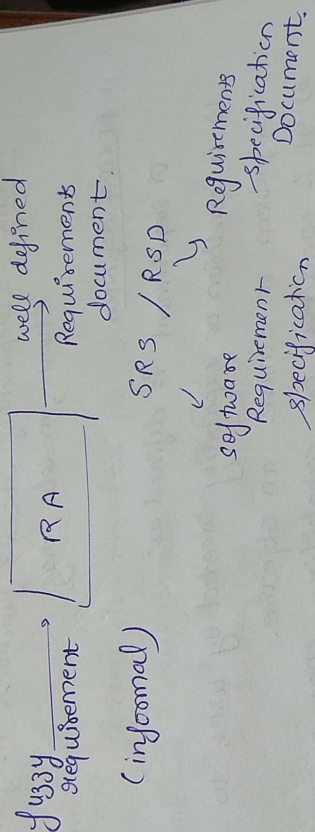 fuzzy
requirement
(informal)
RA
well defined
Requirements
document.
SRS / RSD
Software
Requirement
specification
Requirements
specification
Document.